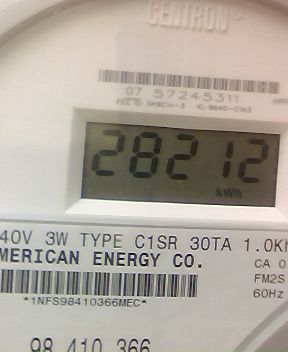 CENTRON®
07 57245311
28212
kWh
40V 3W TYPE C1SR 30TA 1.0Kh
MERICAN ENERGY CO.
CA 0
FM2S
60Hz
*1NFS98410366MEC*
98 410 366